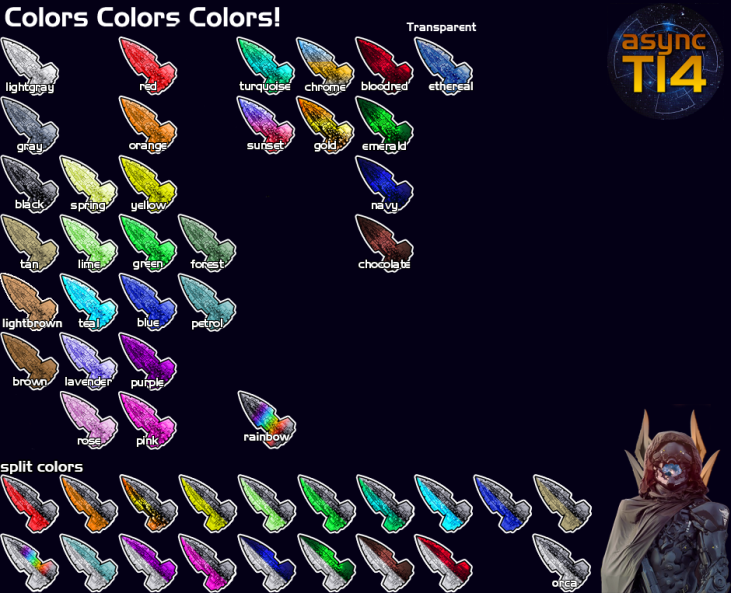 Colors Colors Colors!
Transparent
async
TI4
lightgray
red
turquoise
chrome
bloodred
ethereal
gray
orange
sunset
gold
emerald
black
spring
yellow
navy
tan
lime
green
forest
chocolate
lightbrown
teal
blue
petrol
brown
lavender
purple
rose
pink
rainbow
split colors
orca